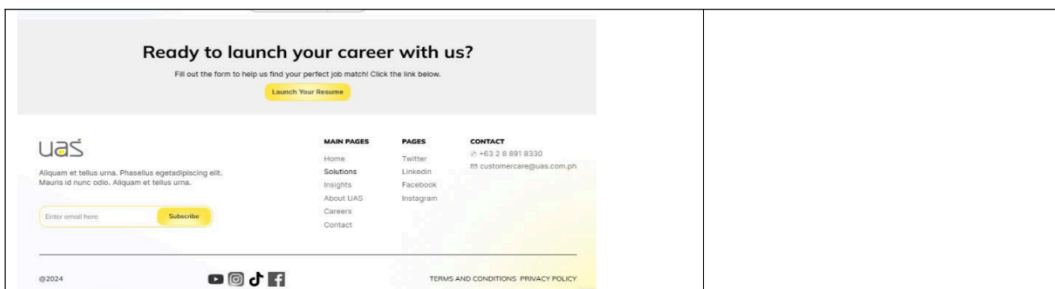 Ready to launch your career with us?
Fill out the form to help us find your perfect job match! Click the link below.
Launch Your Resume
uas
Aliquam et tellus urna. Phasellus egetadipiscing elit.
Mauris id nunc odio. Aliquam et tellus urna.
Enter email here
Subscribe
MAIN PAGES
Home
Solutions
Insights
About UAS
Careers
Contact
PAGES
Twitter
Linkedin
Facebook
Instagram
CONTACT
+63 2 8 891 8330
customercare@uas.com.ph
@2024
TERMS AND CONDITIONS PRIVACY POLICY